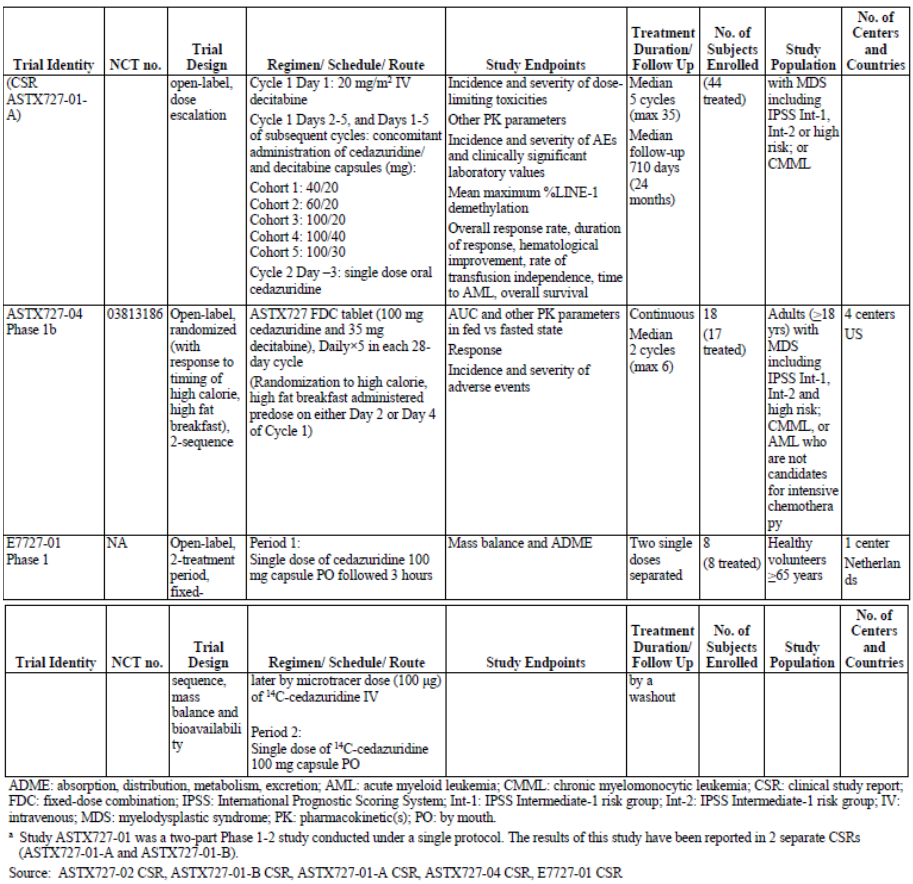 Trial Identity
NCT no.
Trial
Design
Regimen/ Schedule/ Route
Study Endpoints
Treatment
Duration/
Follow Up
No. of
Subjects
Enrolled
Study
Population
No. of
Centers
and
Countries
(CSR
ASTX727-01-
A)
open-label,
dose
escalation
Cycle 1 Day 1: 20 mg/m² IV
decitabine
Cycle 1 Days 2-5, and Days 1-5
of subsequent cycles: concomitant
administration of cedazuridine/
and decitabine capsules (mg):
Cohort 1: 40/20
Cohort 2: 60/20
Cohort 3: 100/20
Cohort 4: 100/40
Cohort 5: 100/30
Cycle 2 Day –3: single dose oral
cedazuridine
Incidence and severity of dose-
limiting toxicities
Other PK parameters
Incidence and severity of AEs
and clinically significant
laboratory values
Mean maximum %LINE-1
demethylation
Overall response rate, duration
of response, hematological
improvement, rate of
transfusion independence, time
to AML, overall survival
Median
5 cycles
(max 35)
Median
follow-up
710 days
(24
months)
(44
treated)
with MDS
including
IPSS Int-1,
Int-2 or high
risk; or
CMML
ASTX727-04
Phase 1b
03813186
Open-label,
randomized
(with
response to
timing of
high calorie,
high fat
breakfast),
2-sequence
ASTX727 FDC tablet (100 mg
cedazuridine and 35 mg
decitabine), Daily×5 in each 28-
day cycle
(Randomization to high calorie,
high fat breakfast administered
predose on either Day 2 or Day 4
of Cycle 1)
AUC and other PK parameters
in fed vs fasted state
Response
Incidence and severity of
adverse events
Continuous
Median
2 cycles
(max 6)
18
(17
treated)
Adults (≥18
yrs) with
MDS
including
IPSS Int-1,
Int-2 and
high risk;
CMML, or
AML who
are not
candidates
for intensive
chemothera
py
4 centers
US
E7727-01
Phase 1
NA
Open-label,
2-treatment
period,
fixed-
Period 1:
Single dose of cedazuridine 100
mg capsule PO followed 3 hours
Mass balance and ADME
Two single
doses
separated
8
(8 treated)
Healthy
volunteers
≥65 years
1 center
Netherlan
ds
Trial Identity
NCT no.
Trial
Design
Regimen/ Schedule/ Route
Study Endpoints
Treatment
Duration/
Follow Up
No. of
Subjects
Enrolled
Study
Population
No. of
Centers
and
Countries
sequence,
mass
balance and
bioavailabili
ty
later by microtracer dose (100 µg)
of ¹⁴C-cedazuridine IV
Period 2:
Single dose of ¹⁴C-cedazuridine
100 mg capsule PO
by a
washout
ADME: absorption, distribution, metabolism, excretion; AML: acute myeloid leukemia; CMML: chronic myelomonocytic leukemia; CSR: clinical study report;
FDC: fixed-dose combination; IPSS: International Prognostic Scoring System; Int-1: IPSS Intermediate-1 risk group; Int-2: IPSS Intermediate-1 risk group; IV:
intravenous; MDS: myelodysplastic syndrome; PK: pharmacokinetic(s); PO: by mouth.
ª Study ASTX727-01 was a two-part Phase 1-2 study conducted under a single protocol. The results of this study have been reported in 2 separate CSRs
(ASTX727-01-A and ASTX727-01-B).
Source: ASTX727-02 CSR, ASTX727-01-B CSR, ASTX727-01-A CSR, ASTX727-04 CSR, E7727-01 CSR